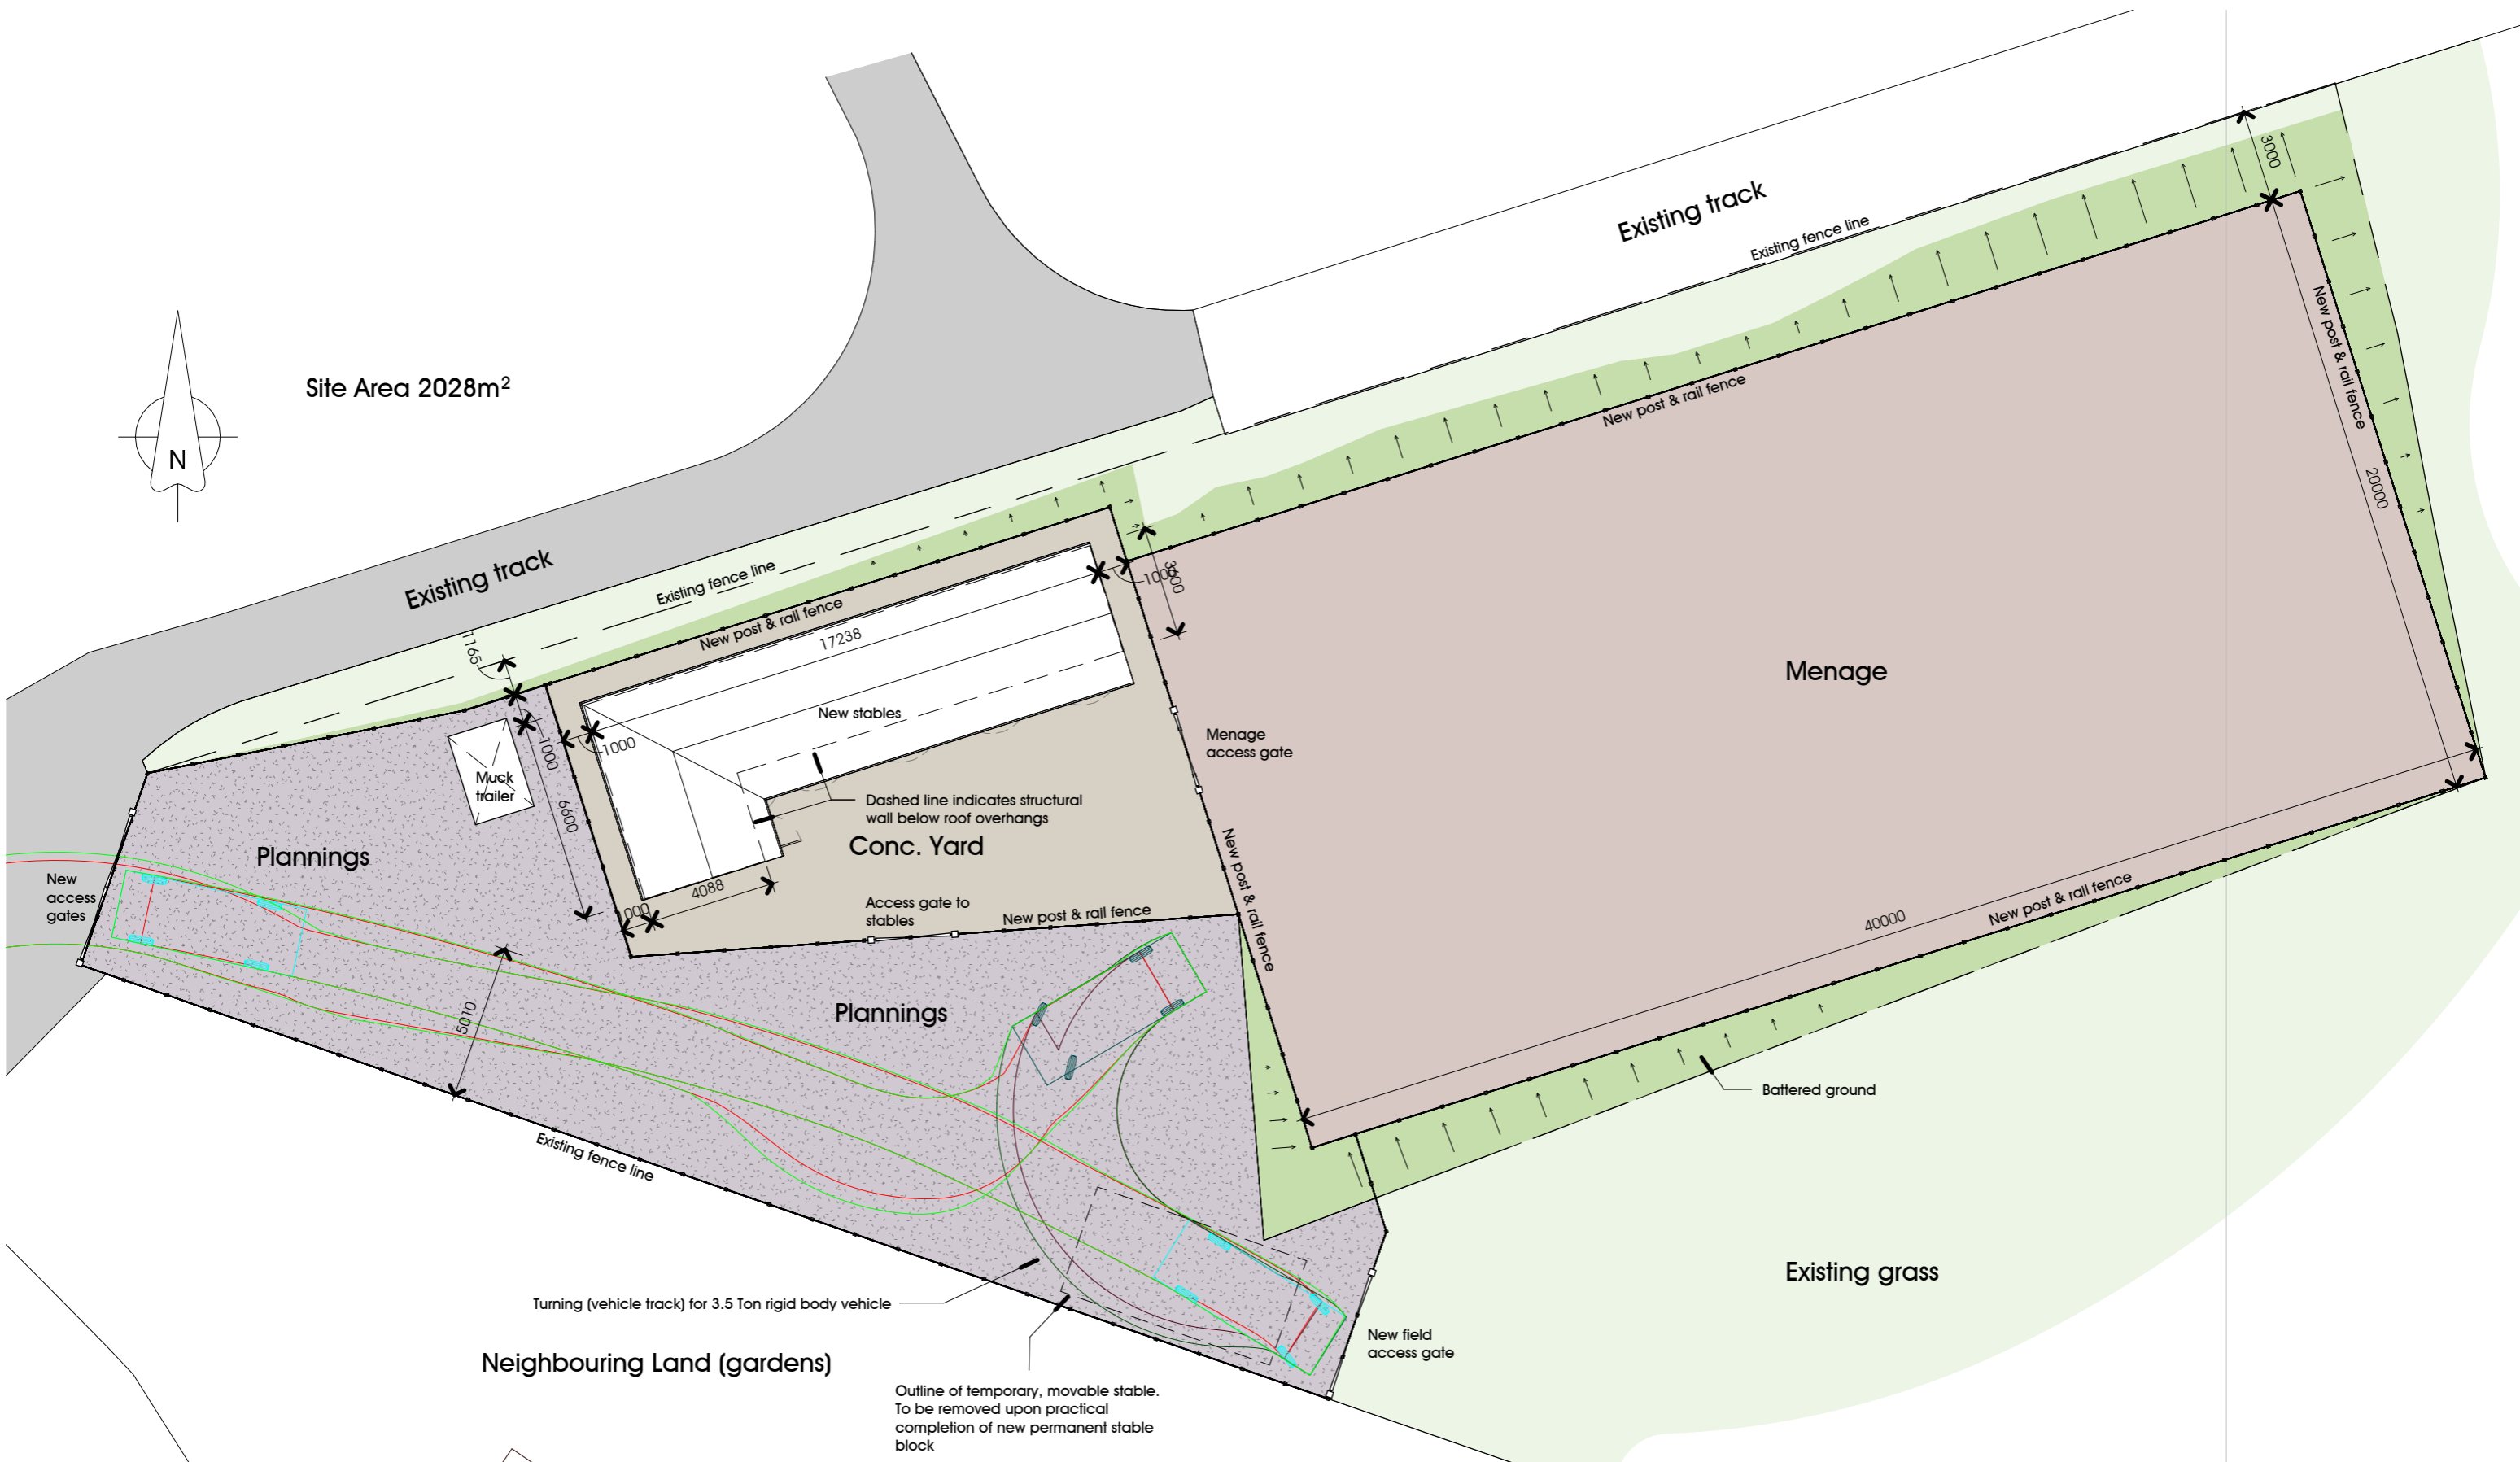 Existing track
3000
Existing fence line
New post & rail fence
New post & rail fence
Site Area 2028m²
N
20000
Existing track
Existing fence line
New post & rail fence
17238
1000
1165
New stables
Menage
Menage
access gate
1000
1000
Muck
trailer
6600
Dashed line indicates structural
wall below roof overhangs
Conc. Yard
Plannings
4088
New
access
gates
Access gate to
stables
New post & rail fence
New post & rail fence
40000
New post & rail fence
5010
Plannings
Battered ground
Existing fence line
Existing grass
Turning (vehicle track) for 3.5 Ton rigid body vehicle
New field
access gate
Neighbouring Land (gardens)
Outline of temporary, movable stable.
To be removed upon practical
completion of new permanent stable
block